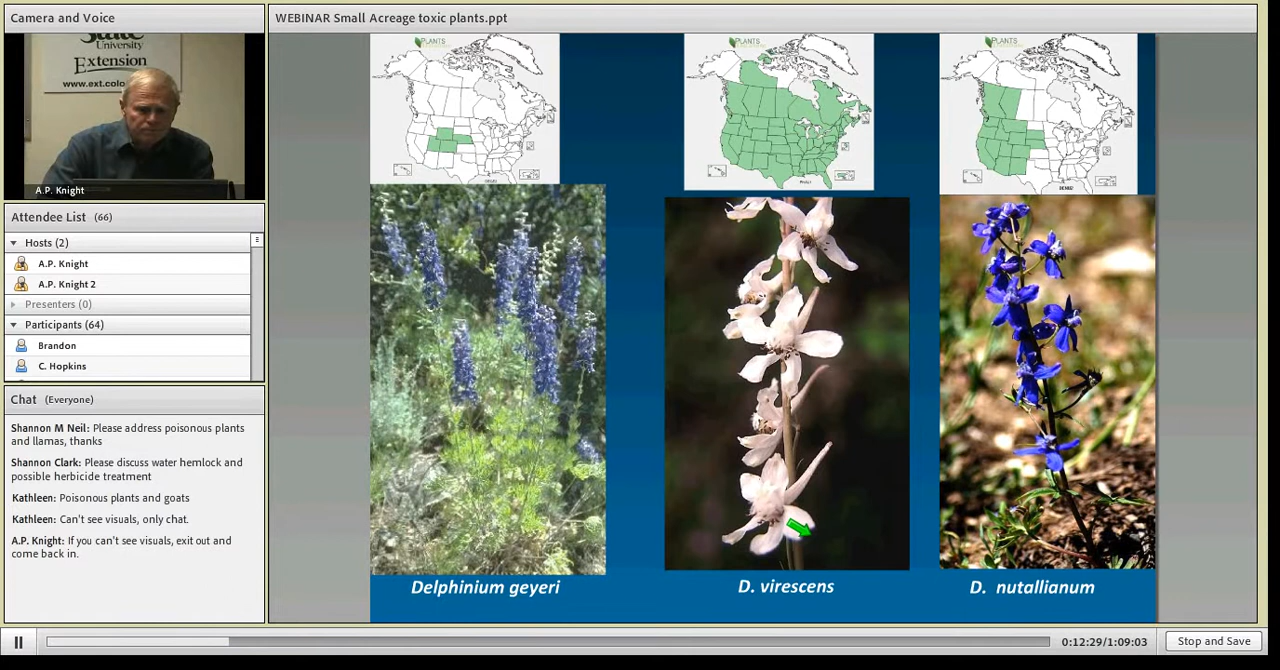 Camera and Voice
State
University
Extension
www.ext.colo
A.P. Knight
Attendee List (66)
Hosts (2)
A.P. Knight
A.P. Knight 2
Presenters (0)
Participants (64)
Brandon
C. Hopkins
Chat (Everyone)
Shannon M Neil: Please address poisonous plants
and llamas, thanks
Shannon Clark: Please discuss water hemlock and
possible herbicide treatment
Kathleen: Poisonous plants and goats
Kathleen: Can't see visuals, only chat.
A.P. Knight: If you can't see visuals, exit out and
come back in.
WEBINAR Small Acreage toxic plants.ppt
PLANTS
PLANTS
PLANTS
Delphinium geyeri
D. virescens
D. nutallianum
0:12:29/1:09:03
Stop and Save